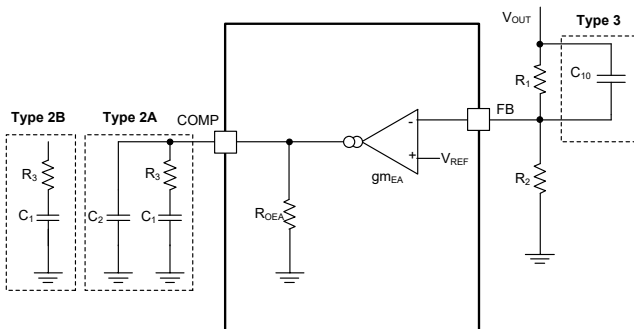 VOUT
Type 3
R1
C10
Type 2B
Type 2A
COMP
FB
-
+
VREF
gmEA
R3
R3
R2
C1
C2
C1
ROEA